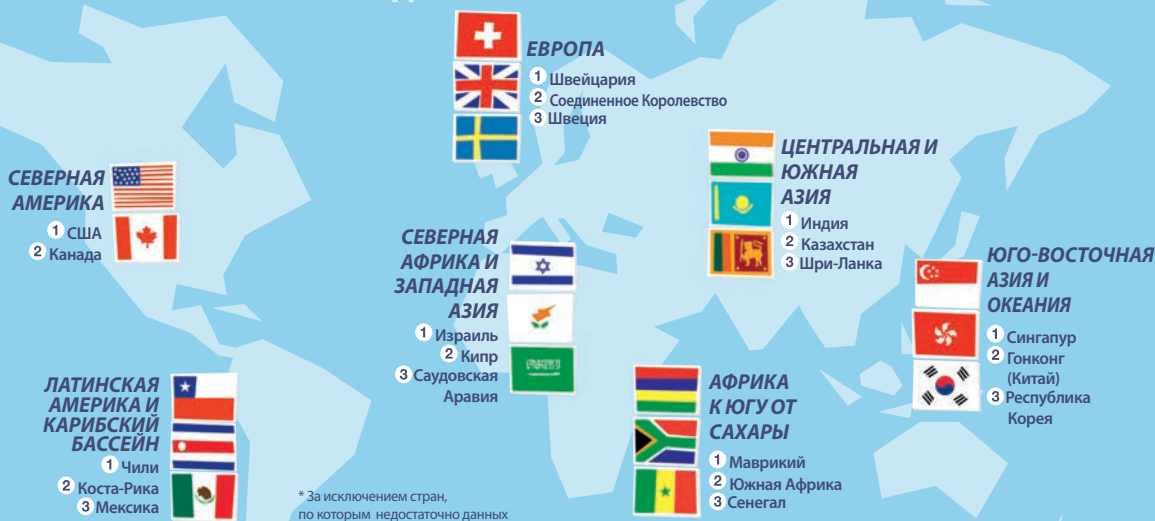 ЕВРОПА
1 Швейцария
2 Соединенное Королевство
3 Швеция
СЕВЕРНАЯ
АМЕРИКА
1 США
2 Канада
ЦЕНТРАЛЬНАЯ И
ЮЖНАЯ
АЗИЯ
1 Индия
2 Казахстан
3 Шри-Ланка
СЕВЕРНАЯ
АФРИКА И
ЗАПАДНАЯ
АЗИЯ
1 Израиль
2 Кипр
3 Саудовская
Аравия
ЮГО-ВОСТОЧНАЯ
АЗИЯ И
ОКЕАНИЯ
1 Сингапур
2 Гонконг
(Китай)
3 Республика
Корея
ЛАТИНСКАЯ
АМЕРИКА И
КАРИБСКИЙ
БАССЕЙН
1 Чили
2 Коста-Рика
3 Мексика
АФРИКА
К ЮГУ ОТ
САХАРЫ
1 Маврикий
2 Южная Африка
3 Сенегал
* За исключением стран,
по которым недостаточно данных